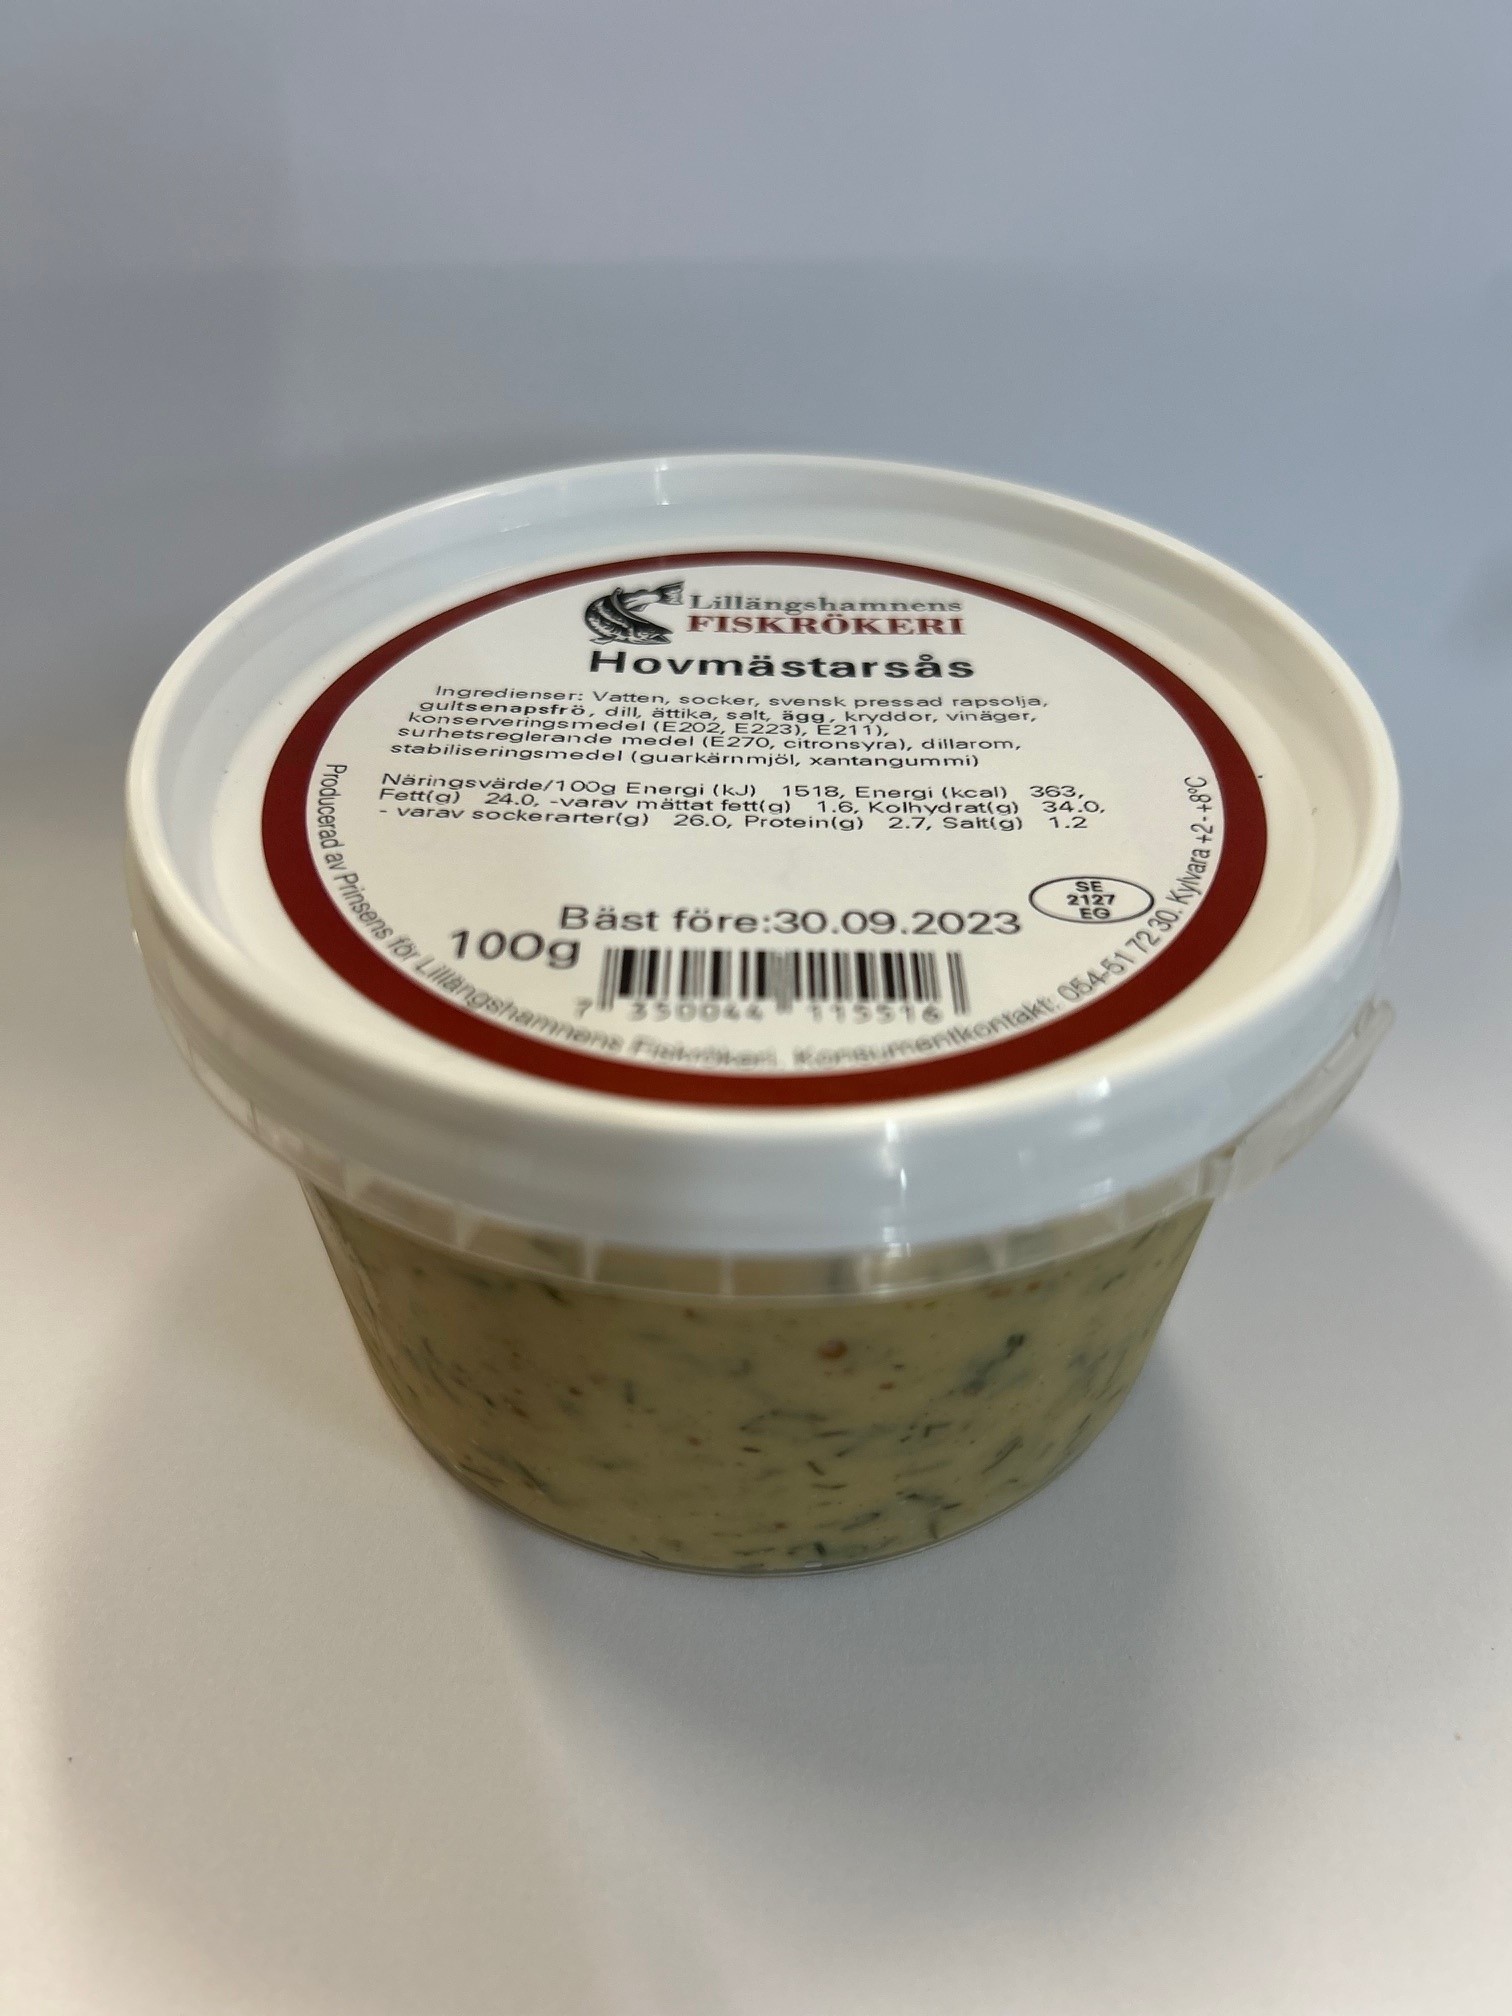 Lillängshamnens
FISKRÖKERI
Hovmästarsås
Ingredienser: Vatten, socker, svensk pressad rapsolja,
gultsenapsfrö, dill, ättika, salt, ägg, kryddor, vinäger,
konserveringsmedel (E202, E223), E211),
surhetsreglerande medel (E270, citronsyra), dillarom,
stabiliseringsmedel (guarkärnmjöl, xantangummi)
Näringsvärde/100g Energi (kJ) 1518, Energi (kcal) 363,
Fett(g) 24.0, -varav mättat fett(g) 1.6, Kolhydrat(g) 34.0,
- varav sockerarter(g) 26.0, Protein(g) 2.7, Salt(g) 1.2
SE
2127
EG
Bäst före:30.09.2023
100g
7 350044 115516
Producerad av Prinsens för Lillängshamnens Fiskrökeri. Konsumentkontakt: 054-51 72 30. Kylvara +2-+8°C